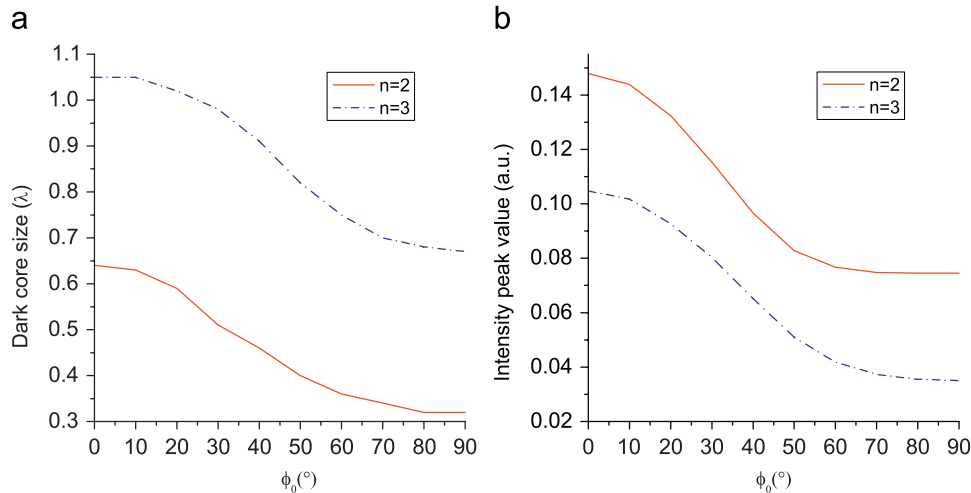 a
Dark core size (λ)
1.1
1.0
0.9
0.8
0.7
0.6
0.5
0.4
0.3
0 10 20 30 40 50 60 70 80 90
ϕ₀(°)
n=2
n=3
b
Intensity peak value (a.u.)
0.14
0.12
0.10
0.08
0.06
0.04
0.02
0 10 20 30 40 50 60 70 80 90
ϕ₀(°)
n=2
n=3